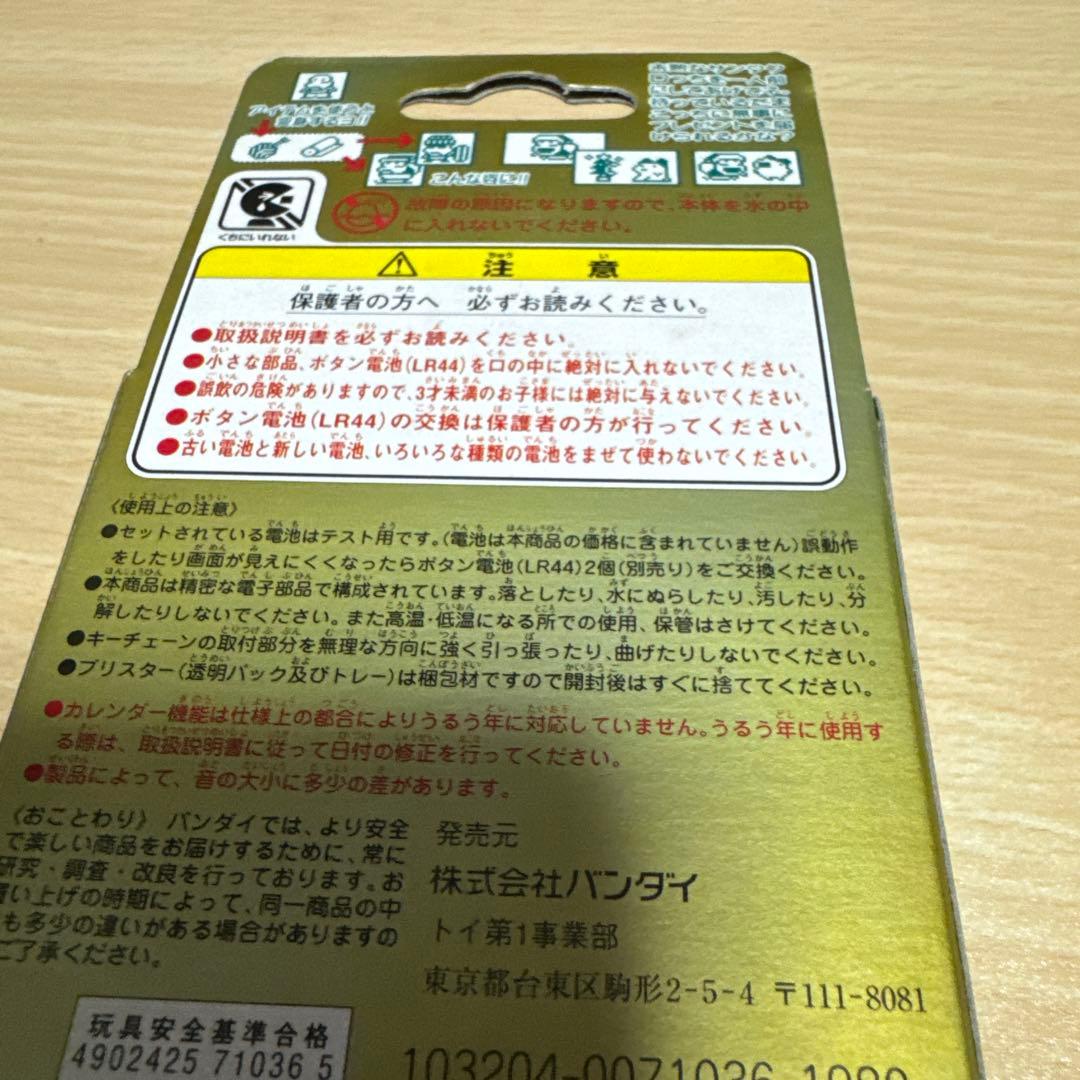 アイテムを使うと
変身するヨ!!
こんな感じ!!
くちにいれない
故障の原因になりますので、本体を水の中
に入れないでください。
注意
保護者の方へ 必ずお読みください。
●取扱説明書を必ずお読みください。
●小さな部品、ボタン電池(LR44)を口の中に絶対に入れないでください。
●誤飲の危険がありますので、3才未満のお子様には絶対に与えないでください。
●ボタン電池(LR44)の交換は保護者の方が行ってください。
●古い電池と新しい電池、いろいろな種類の電池をまぜて使わないでください。
《使用上の注意》
●セットされている電池はテスト用です。(電池は本商品の価格に含まれていません)誤動作
をしたり画面が見えにくくなったらボタン電池(LR44)2個(別売り)をご交換ください。
●本商品は精密な電子部品で構成されています。落としたり、水にぬらしたり、汚したり、分
解したりしないでください。また高温・低温になる所での使用、保管はさけてください。
●キーチェーンの取付部分を無理な方向に強く引っ張ったり、曲げたりしないでください。
●ブリスター(透明パック及びトレー)は梱包材ですので開封後はすぐに捨ててください。
●カレンダー機能は仕様上の都合によりうるう年に対応していません。うるう年に使用す
る際は、取扱説明書に従って日付の修正を行ってください。
●製品によって、音の大小に多少の差があります。
《おことわり》 バンダイでは、より安全
で楽しい商品をお届けするために、常に
研究・調査・改良を行っております。お
買い上げの時期によって、同一商品の中
も多少の違いがある場合がありますの
ご了承ください。
発売元
株式会社バンダイ
トイ第1事業部
東京都台東区駒形2-5-4 〒111-8081
玩具安全基準合格
4902425 71036 5
103204-0071036-1980